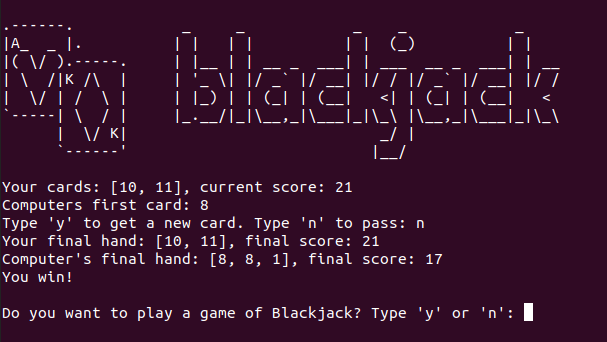 A
K
K
blackjack
Your cards: [10, 11], current score: 21
Computers first card: 8
Type 'y' to get a new card. Type 'n' to pass: n
Your final hand: [10, 11], final score: 21
Computer's final hand: [8, 8, 1], final score: 17
You win!
Do you want to play a game of Blackjack? Type 'y' or 'n':